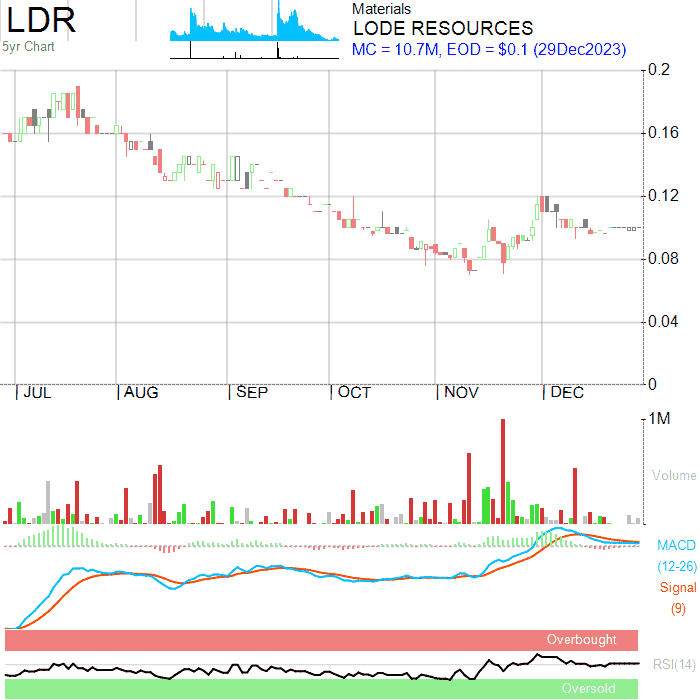 LDR
5yr Chart
Materials
LODE RESOURCES
MC = 10.7M, EOD = $0.1 (29Dec2023)
0.2
0.16
0.12
0.08
0.04
0
JUL AUG SEP OCT NOV DEC
1M
Volume
MACD
(12-26)
Signal
(9)
Overbought
RSI(14)
Oversold